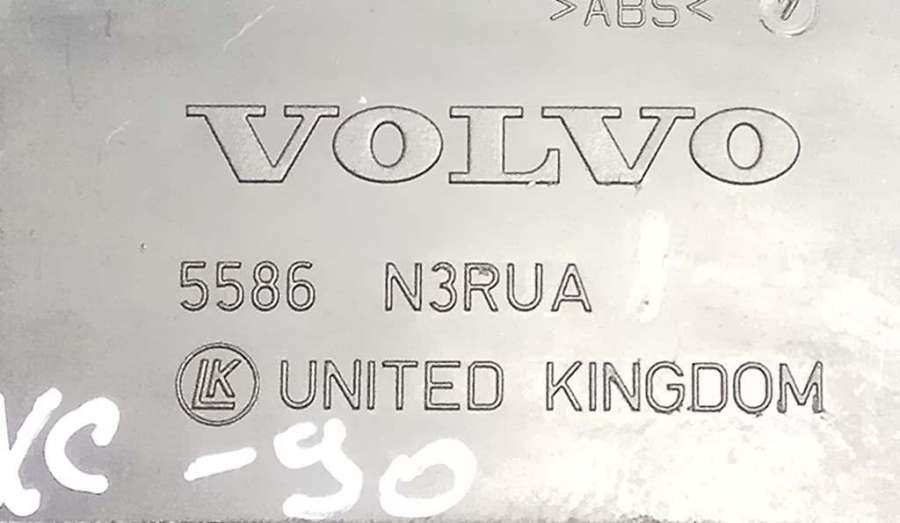 >ABS<
VOLVO
5586 N3RUA
LK UNITED KINGDOM
XC-90